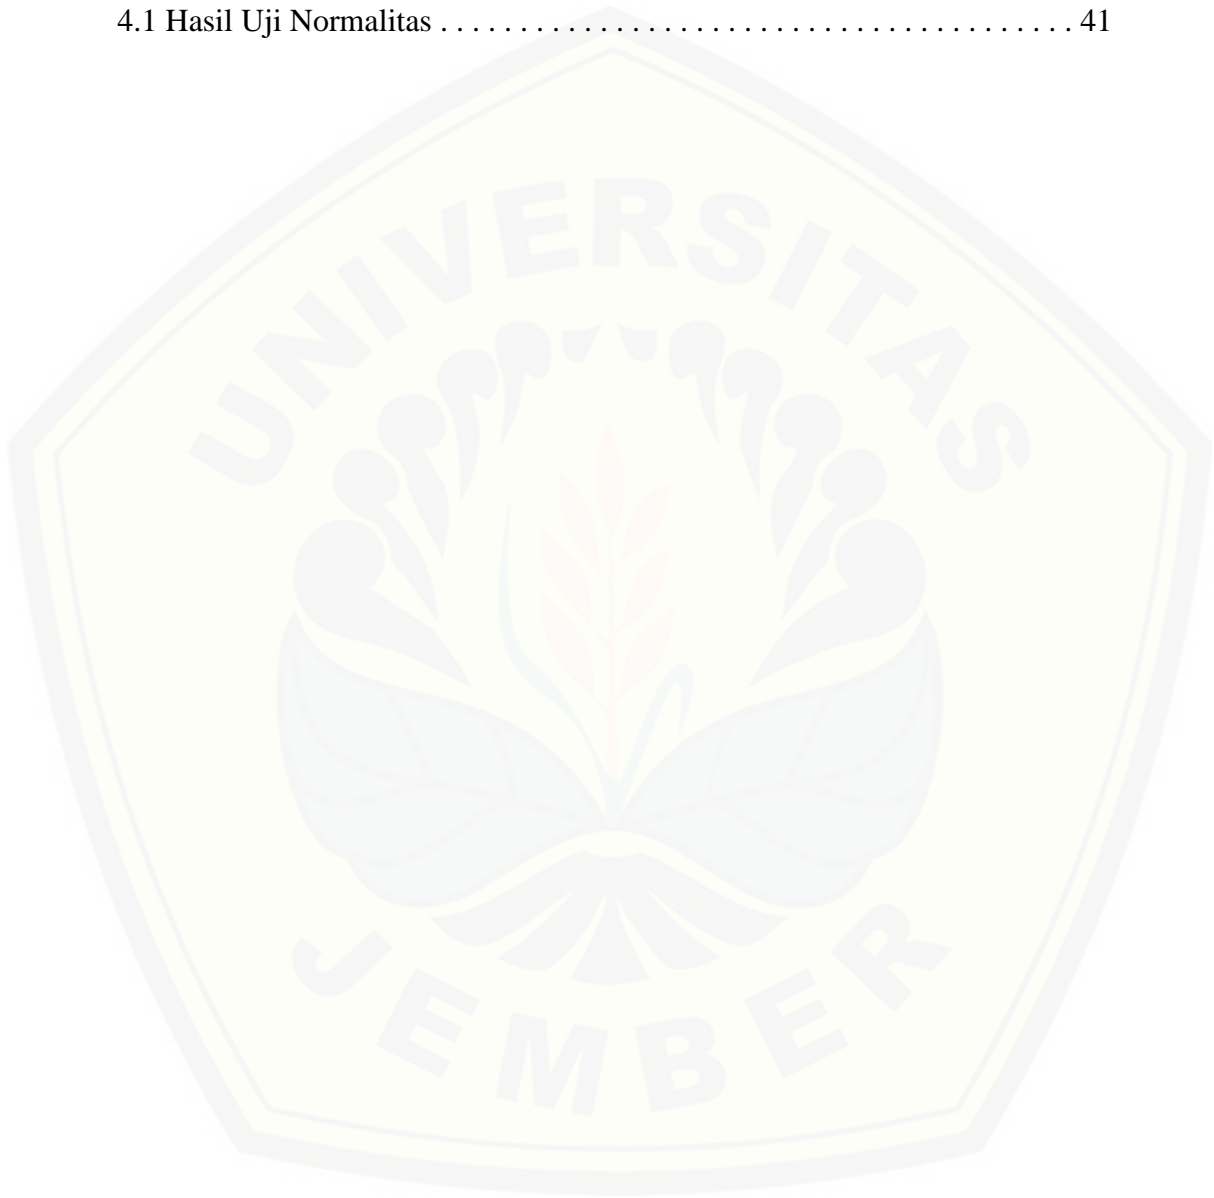 4.1 Hasil Uji Normalitas . . . . . . . . . . . . . . . . . . . . . . . . . . . . . . . . . . . . . . . . 41
UNIVERSITAS
JEMBER